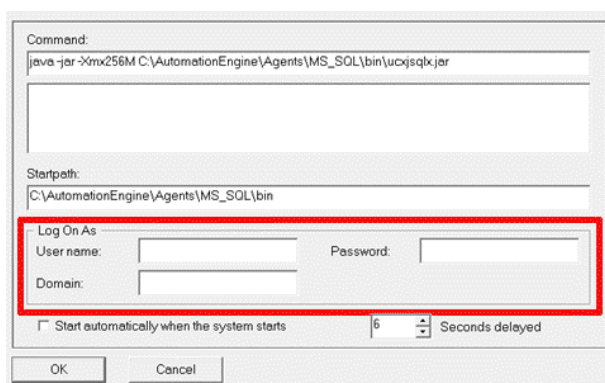 Command:
java -jar -Xmx256M C:\AutomationEngine\Agents\MS_SQL\bin\ucxjsqlx.jar
Startpath:
C:\AutomationEngine\Agents\MS_SQL\bin
Log On As
User name:
Password:
Domain:
Start automatically when the system starts
6
Seconds delayed
OK
Cancel